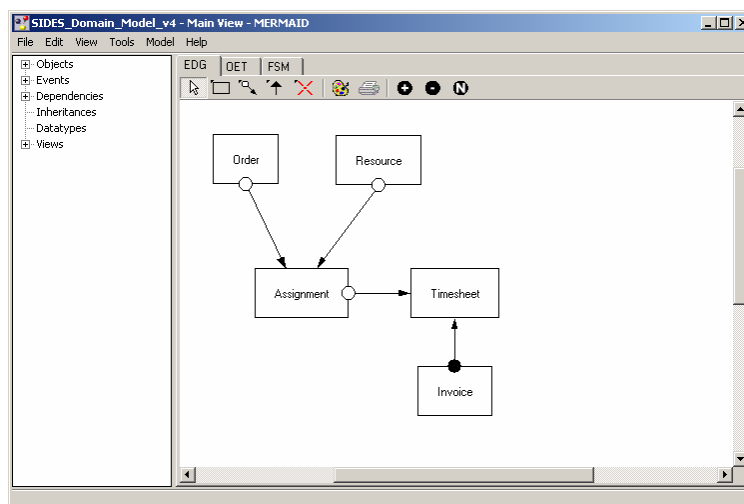 SIDES_Domain_Model_v4 - Main View - MERMAID
File Edit View Tools Model Help
Objects
Events
Dependencies
Inheritances
Datatypes
Views
EDG OET FSM
N
Order
Resource
Assignment
Timesheet
Invoice